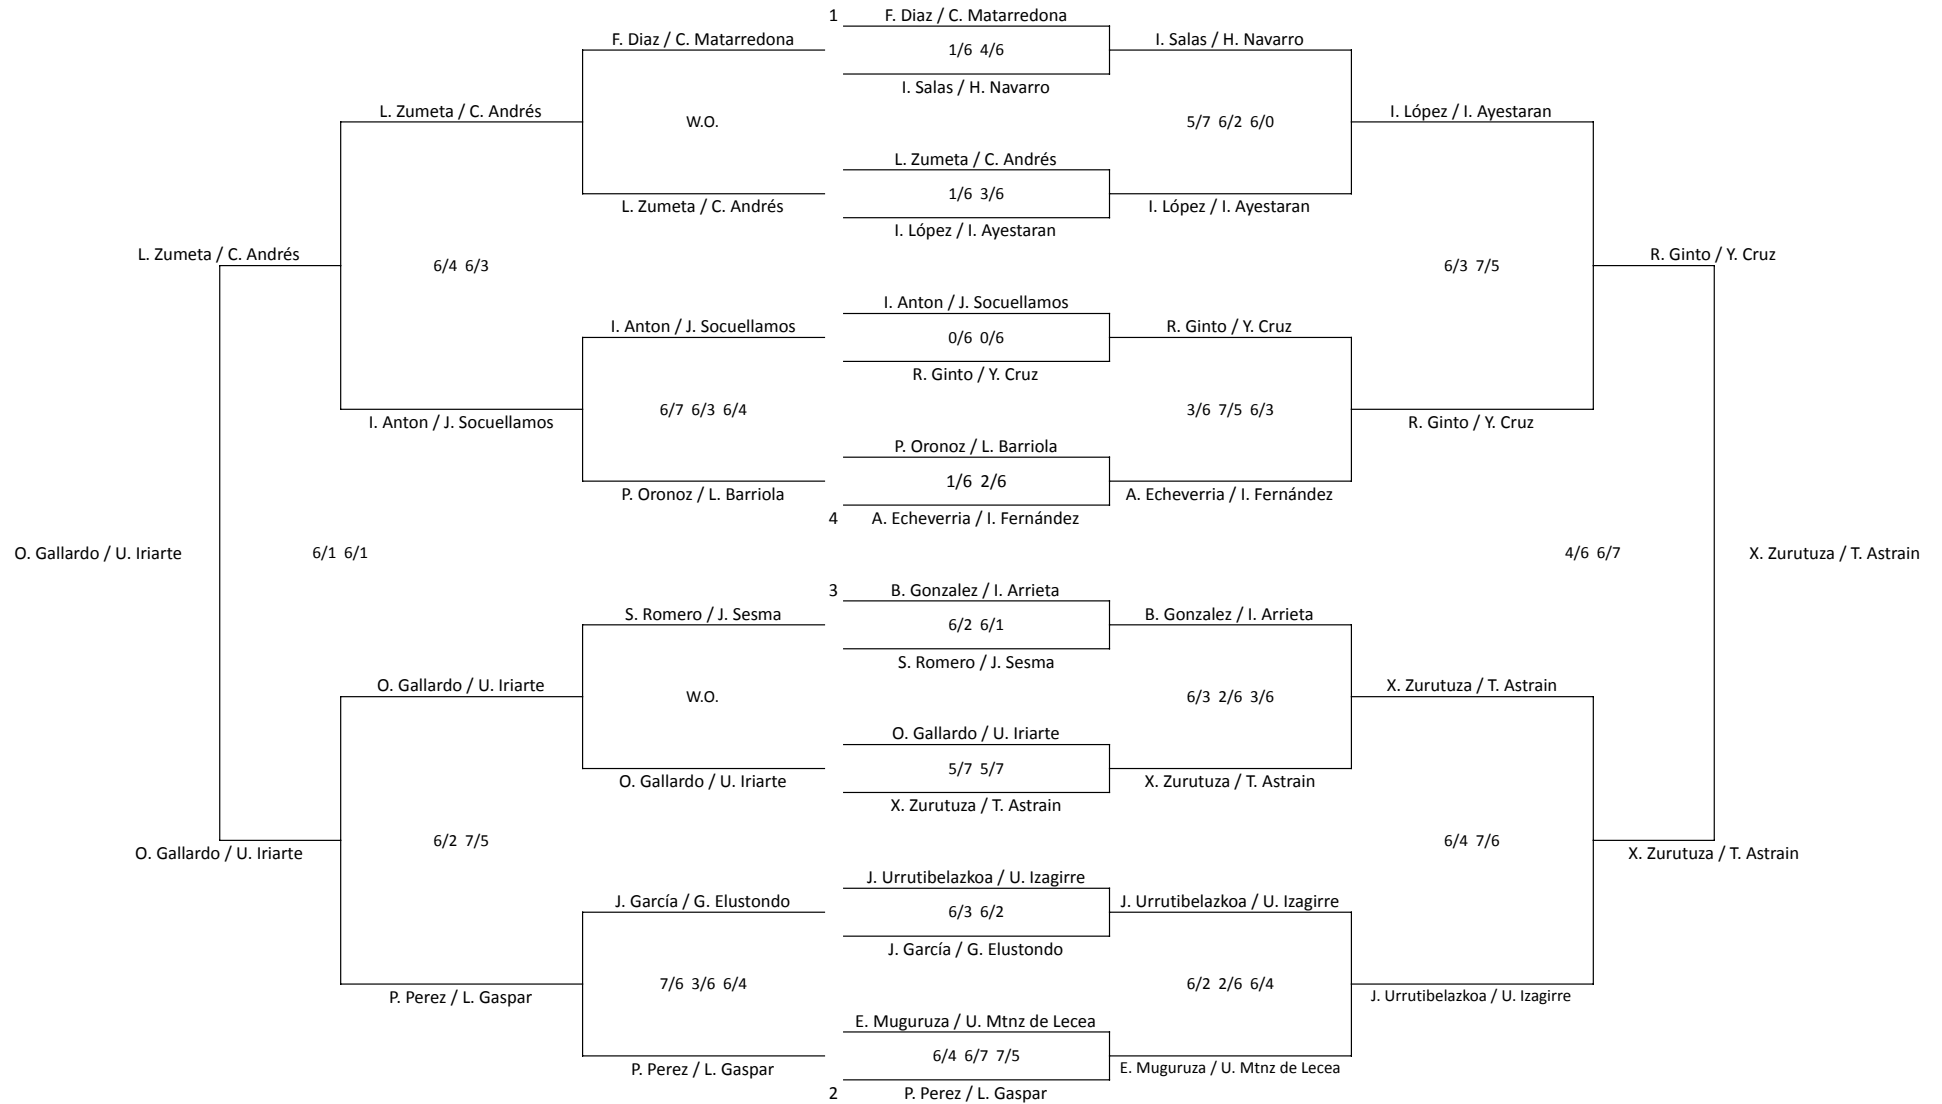 1 F. Diaz / C. Matarredona
F. Diaz / C. Matarredona I. Salas / H. Navarro
1/6 4/6
I. Salas / H. Navarro
L. Zumeta / C. Andrés I. López / I. Ayestaran
W.O. 5/7 6/2 6/0
L. Zumeta / C. Andrés
1/6 3/6
L. Zumeta / C. Andrés I. López / I. Ayestaran
I. López / I. Ayestaran
L. Zumeta / C. Andrés R. Ginto / Y. Cruz
6/4 6/3 6/3 7/5
I. Anton / J. Socuellamos
I. Anton / J. Socuellamos R. Ginto / Y. Cruz
0/6 0/6
R. Ginto / Y. Cruz
6/7 6/3 6/4 3/6 7/5 6/3
I. Anton / J. Socuellamos R. Ginto / Y. Cruz
P. Oronoz / L. Barriola
1/6 2/6
P. Oronoz / L. Barriola A. Echeverria / I. Fernández
4 A. Echeverria / I. Fernández
O. Gallardo / U. Iriarte 6/1 6/1 4/6 6/7 X. Zurutuza / T. Astrain
3 B. Gonzalez / I. Arrieta
S. Romero / J. Sesma B. Gonzalez / I. Arrieta
6/2 6/1
S. Romero / J. Sesma
O. Gallardo / U. Iriarte X. Zurutuza / T. Astrain
W.O. 6/3 2/6 3/6
O. Gallardo / U. Iriarte
5/7 5/7
O. Gallardo / U. Iriarte X. Zurutuza / T. Astrain
X. Zurutuza / T. Astrain
6/2 7/5 6/4 7/6
O. Gallardo / U. Iriarte X. Zurutuza / T. Astrain
J. Urrutibelazkoa / U. Izagirre
J. García / G. Elustondo J. Urrutibelazkoa / U. Izagirre
6/3 6/2
J. García / G. Elustondo
7/6 3/6 6/4 6/2 2/6 6/4
P. Perez / L. Gaspar J. Urrutibelazkoa / U. Izagirre
E. Muguruza / U. Mtnz de Lecea
6/4 6/7 7/5
P. Perez / L. Gaspar E. Muguruza / U. Mtnz de Lecea
2 P. Perez / L. Gaspar